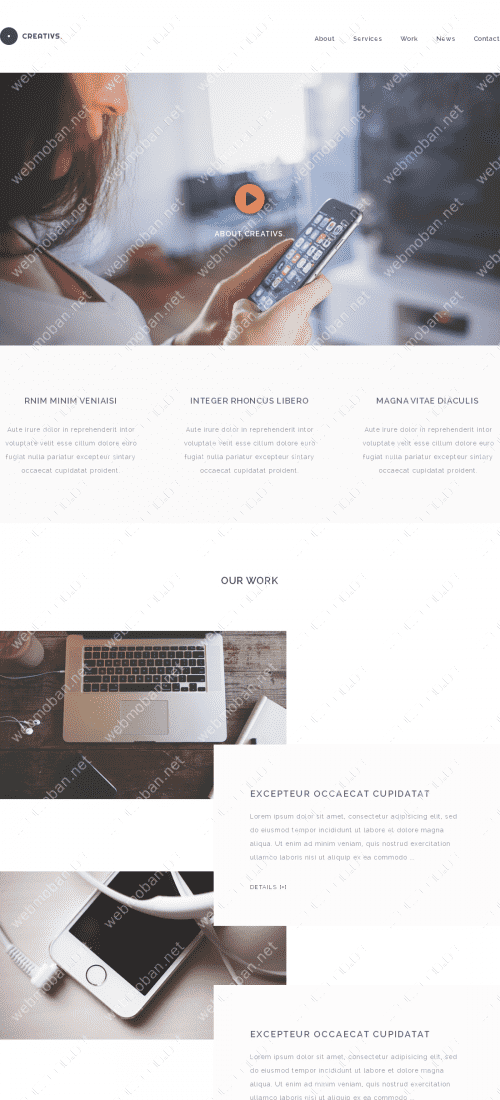 CREATIVS.
About Services Work News Contact
ABOUT CREATIVS
RNIM MINIM VENIAISI
Aute irure dolor in reprehenderit intor
voluptate velit esse cillum dolore euro
fugiat nulla pariatur excepteur sintary
occaecat cupidatat proident.
INTEGER RHONCUS LIBERO
Aute irure dolor in reprehenderit intor
voluptate velit esse cillum dolore euro
fugiat nulla pariatur excepteur sintary
occaecat cupidatat proident.
MAGNA VITAE DIACULIS
Aute irure dolor in reprehenderit intor
voluptate velit esse cillum dolore euro
fugiat nulla pariatur excepteur sintary
occaecat cupidatat proident.
OUR WORK
EXCEPTEUR OCCAECAT CUPIDATAT
Lorem ipsum dolor sit amet, consectetur adipisicing elit, sed
do eiusmod tempor incididunt ut labore et dolore magna
aliqua. Ut enim ad minim veniam, quis nostrud exercitation
ullamco laboris nisi ut aliquip ex ea commodo ...
DETAILS [+]
EXCEPTEUR OCCAECAT CUPIDATAT
Lorem ipsum dolor sit amet, consectetur adipisicing elit, sed
do eiusmod tempor incididunt ut labore et dolore magna
aliqua. Ut enim ad minim veniam, quis nostrud exercitation
ullamco laboris nisi ut aliquip ex ea commodo ...
webmoban.net